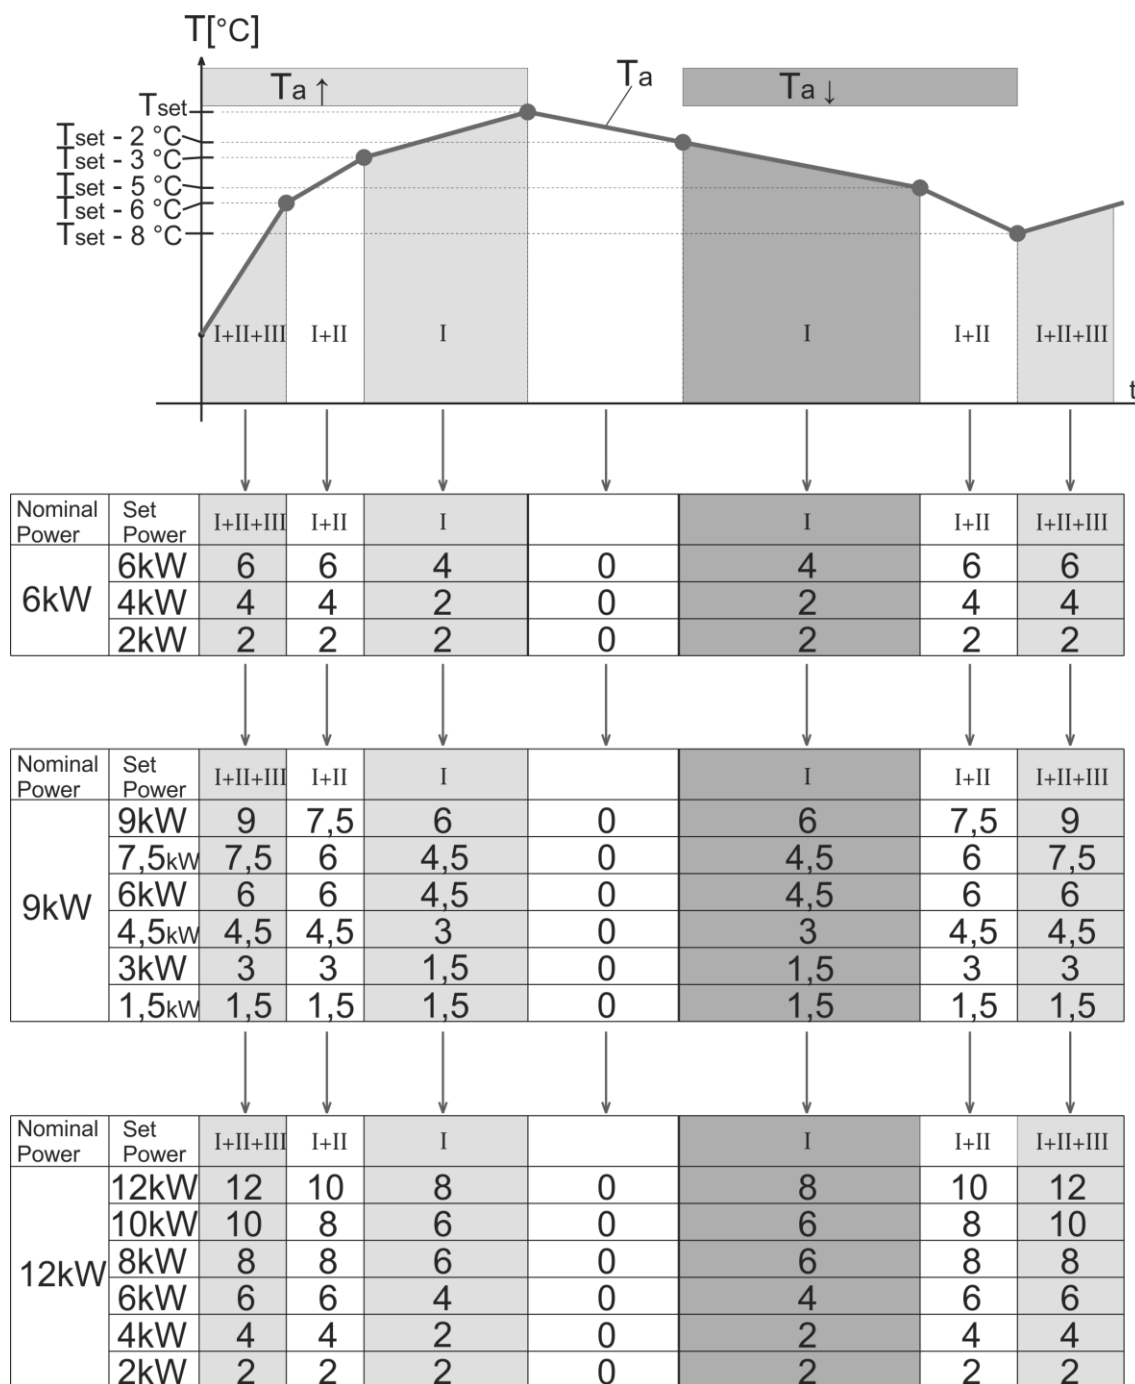 T[°C]
Ta ↑ Ta Ta ↓
Tset
Tset - 2 °C
Tset - 3 °C
Tset - 5 °C
Tset - 6 °C
Tset - 8 °C
I+II+III I+II I I I+II I+II+III
t
Nominal Power Set Power I+II+III I+II I I I+II I+II+III
6kW
6kW 6 6 4 0 4 6 6
4kW 4 4 2 0 2 4 4
2kW 2 2 2 0 2 2 2
Nominal Power Set Power I+II+III I+II I I I+II I+II+III
9kW
9kW 9 7,5 6 0 6 7,5 9
7,5kW 7,5 6 4,5 0 4,5 6 7,5
6kW 6 6 4,5 0 4,5 6 6
4,5kW 4,5 4,5 3 0 3 4,5 4,5
3kW 3 3 1,5 0 1,5 3 3
1,5kW 1,5 1,5 1,5 0 1,5 1,5 1,5
Nominal Power Set Power I+II+III I+II I I I+II I+II+III
12kW
12kW 12 10 8 0 8 10 12
10kW 10 8 6 0 6 8 10
8kW 8 8 6 0 6 8 8
6kW 6 6 4 0 4 6 6
4kW 4 4 2 0 2 4 4
2kW 2 2 2 0 2 2 2